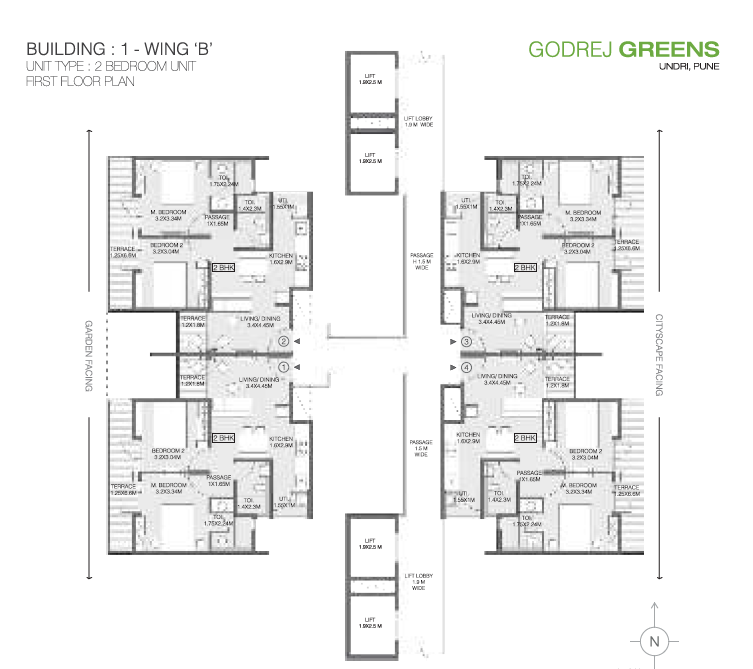 BUILDING : 1 - WING 'B'
UNIT TYPE : 2 BEDROOM UNIT
FIRST FLOOR PLAN
GODREJ GREENS
UNDRI, PUNE
LIFT
1.9X2.5 M
LIFT LOBBY
1.9 M WIDE
LIFT
1.9X2.5 M
TOI.
1.75X2.24M
TOI.
1.4X2.3M
UTI.
1.55X1M
M. BEDROOM
3.2X3.34M
PASSAGE
1X1.65M
TERRACE
1.25X6.6M
BEDROOM 2
3.2X3.04M
KITCHEN
1.6X2.9M
2 BHK
LIVING/ DINING
3.4X4.45M
TERRACE
1.2X1.8M
2
PASSAGE
H 1.5 M
WIDE
UTI.
1.55X1M
TOI.
1.4X2.3M
TOI.
1.75X2.24M
PASSAGE
1X1.65M
M. BEDROOM
3.2X3.34M
KITCHEN
1.6X2.9M
BEDROOM 2
3.2X3.04M
TERRACE
1.25X6.6M
2 BHK
LIVING/ DINING
3.4X4.45M
TERRACE
1.2X1.8M
3
GARDEN FACING
CITYSCAPE FACING
1
TERRACE
1.2X1.8M
LIVING/ DINING
3.4X4.45M
2 BHK
KITCHEN
1.6X2.9M
BEDROOM 2
3.2X3.04M
PASSAGE
1X1.65M
TERRACE
1.25X6.6M
M. BEDROOM
3.2X3.34M
UTI.
1.55X1M
TOI.
1.4X2.3M
TOI.
1.75X2.24M
PASSAGE
1.5 M
WIDE
4
LIVING/ DINING
3.4X4.45M
TERRACE
1.2X1.8M
KITCHEN
1.6X2.9M
2 BHK
BEDROOM 2
3.2X3.04M
PASSAGE
1X1.65M
M. BEDROOM
3.2X3.34M
TERRACE
1.25X6.6M
UTI.
1.55X1M
TOI.
1.4X2.3M
TOI.
1.75X2.24M
LIFT
1.9X2.5 M
LIFT LOBBY
1.9 M
WIDE
LIFT
1.9X2.5 M
N